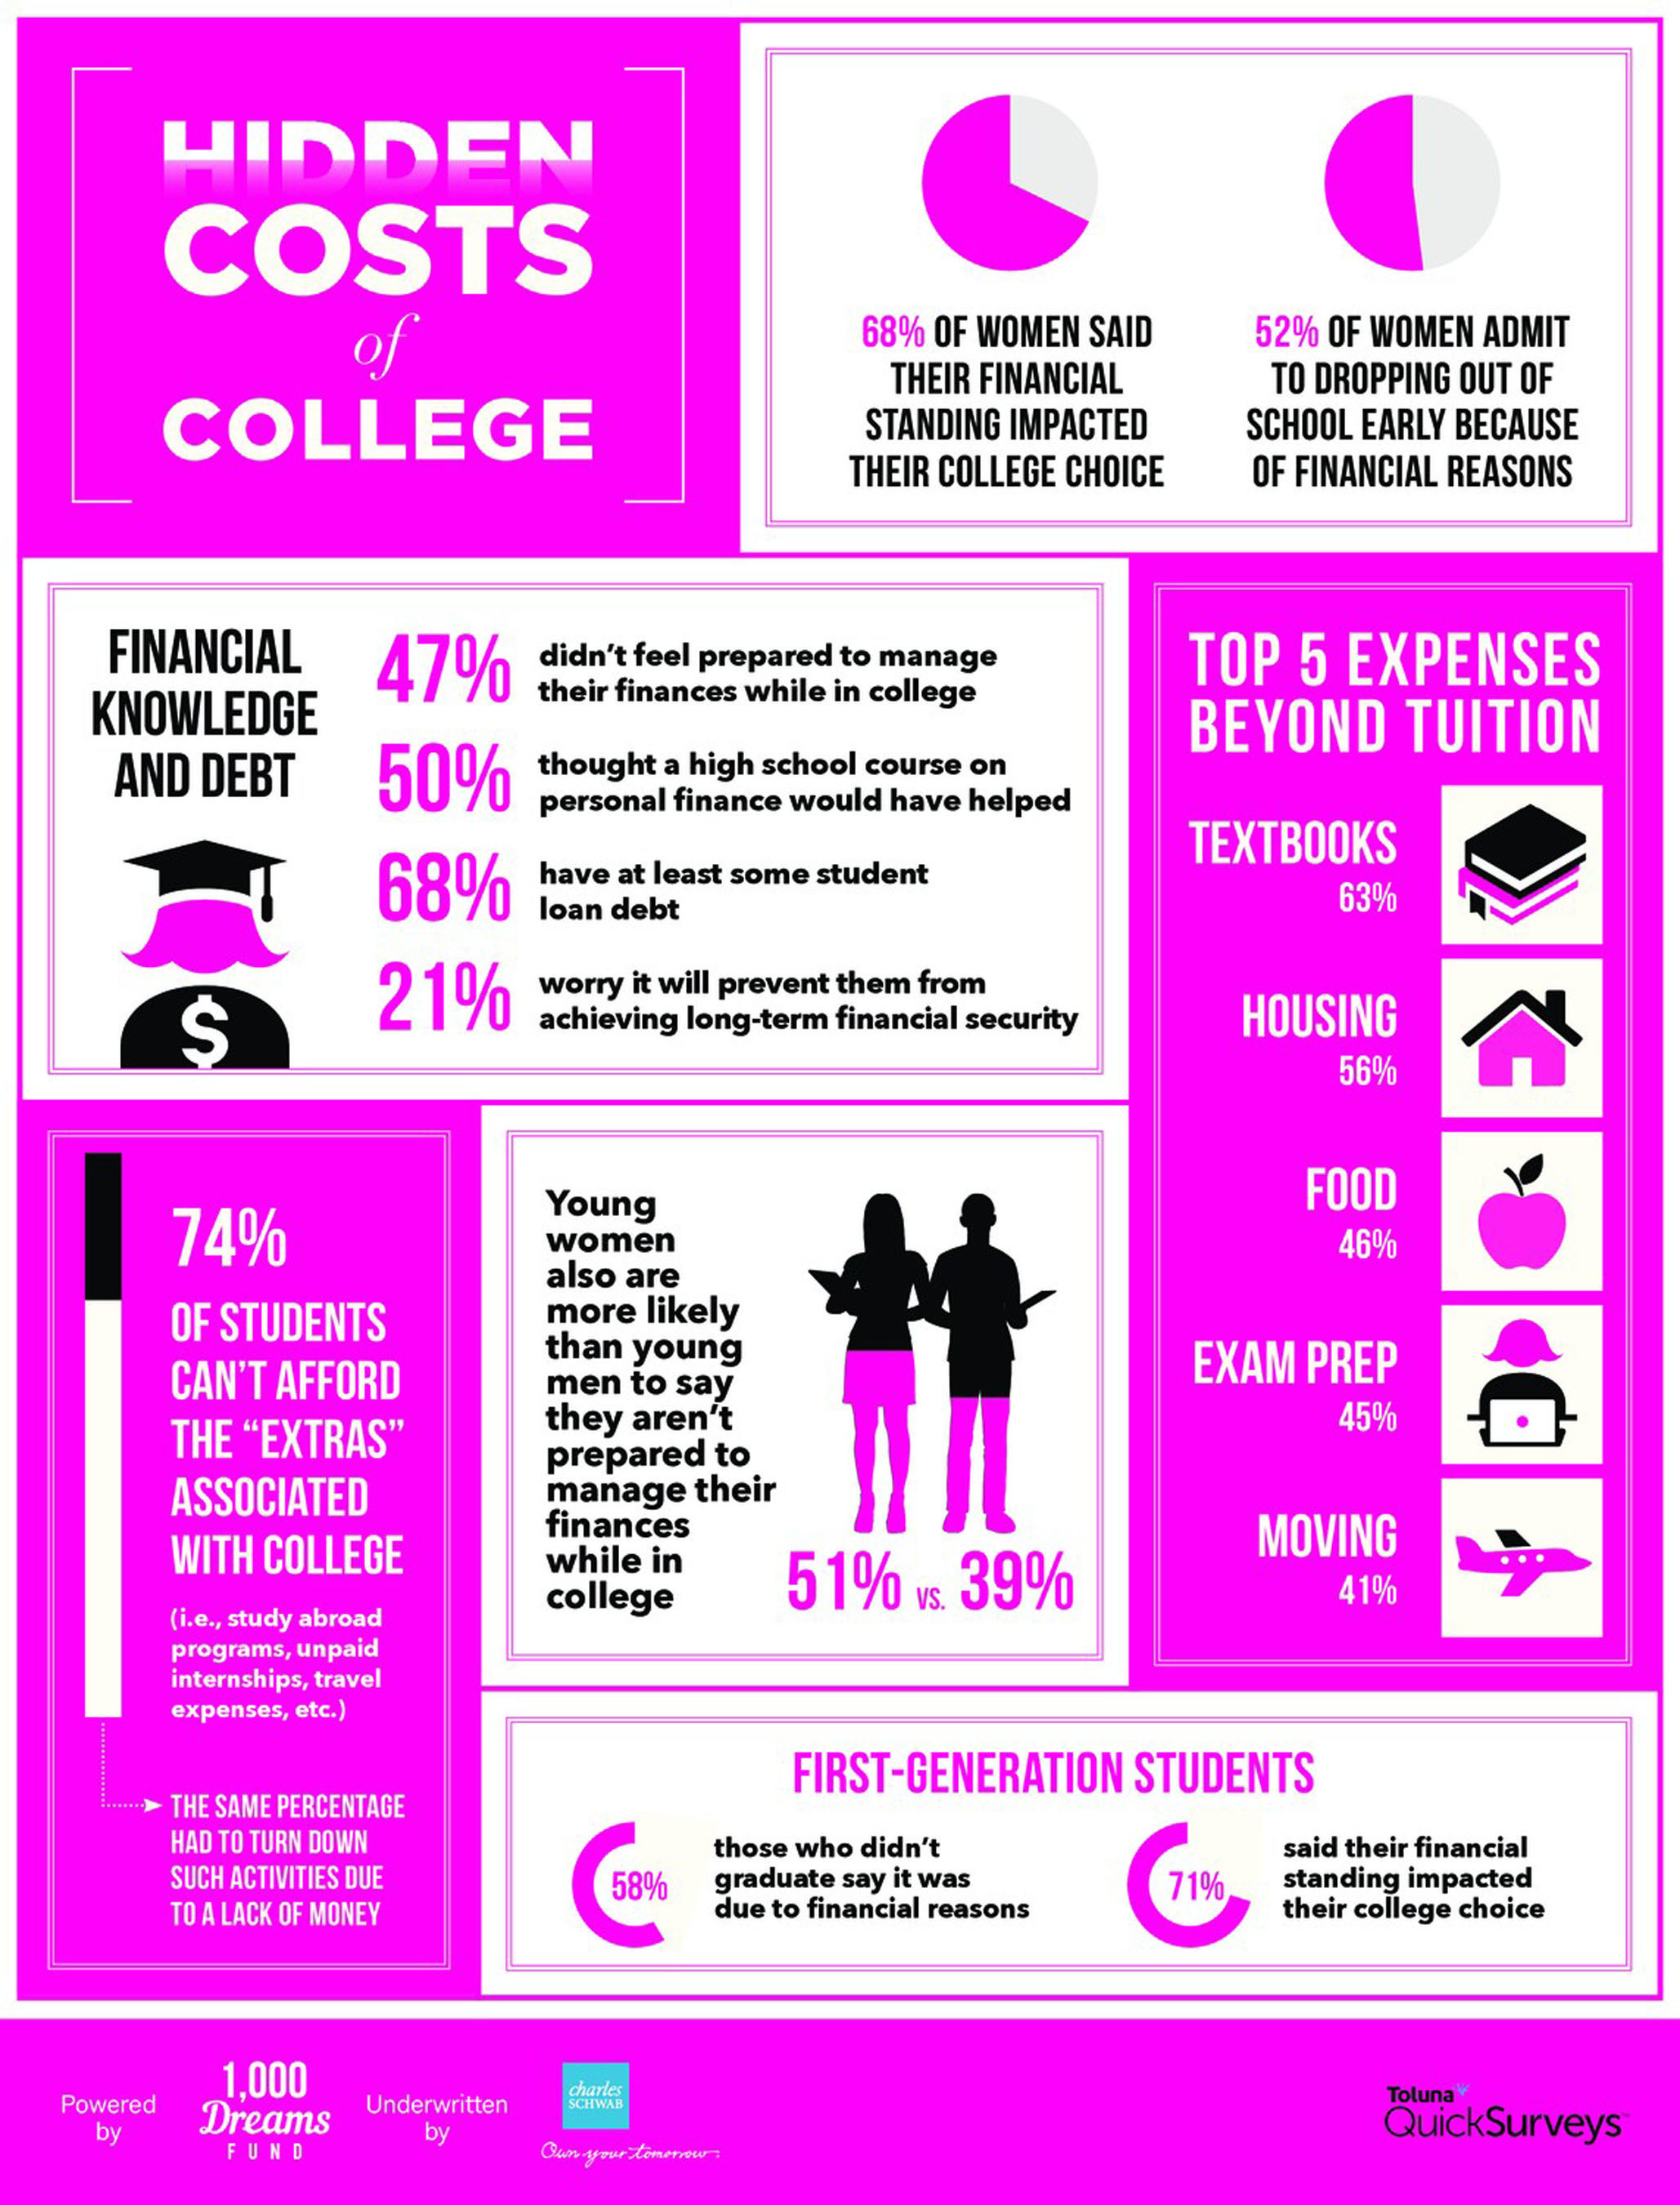 HIDDEN
COSTS
of
COLLEGE
68% OF WOMEN SAID
THEIR FINANCIAL
STANDING IMPACTED
THEIR COLLEGE CHOICE
52% OF WOMEN ADMIT
TO DROPPING OUT OF
SCHOOL EARLY BECAUSE
OF FINANCIAL REASONS
FINANCIAL
KNOWLEDGE
AND DEBT
$
47%
didn't feel prepared to manage
their finances while in college
50%
thought a high school course on
personal finance would have helped
68%
have at least some student
loan debt
21%
worry it will prevent them from
achieving long-term financial security
TOP 5 EXPENSES
BEYOND TUITION
TEXTBOOKS
63%
HOUSING
56%
FOOD
46%
EXAM PREP
45%
MOVING
41%
74%
OF STUDENTS
CAN'T AFFORD
THE “EXTRAS”
ASSOCIATED
WITH COLLEGE
(i.e., study abroad
programs, unpaid
internships, travel
expenses, etc.)
THE SAME PERCENTAGE
HAD TO TURN DOWN
SUCH ACTIVITIES DUE
TO A LACK OF MONEY
Young
women
also are
more likely
than young
men to say
they aren't
prepared to
manage their
finances
while in
college
51% VS. 39%
FIRST-GENERATION STUDENTS
58%
those who didn't
graduate say it was
due to financial reasons
71%
said their financial
standing impacted
their college choice
Powered
by
1,000
Dreams
FUND
Underwritten
by
charles
SCHWAB
Own your tomorrow.
Toluna
QuickSurveys